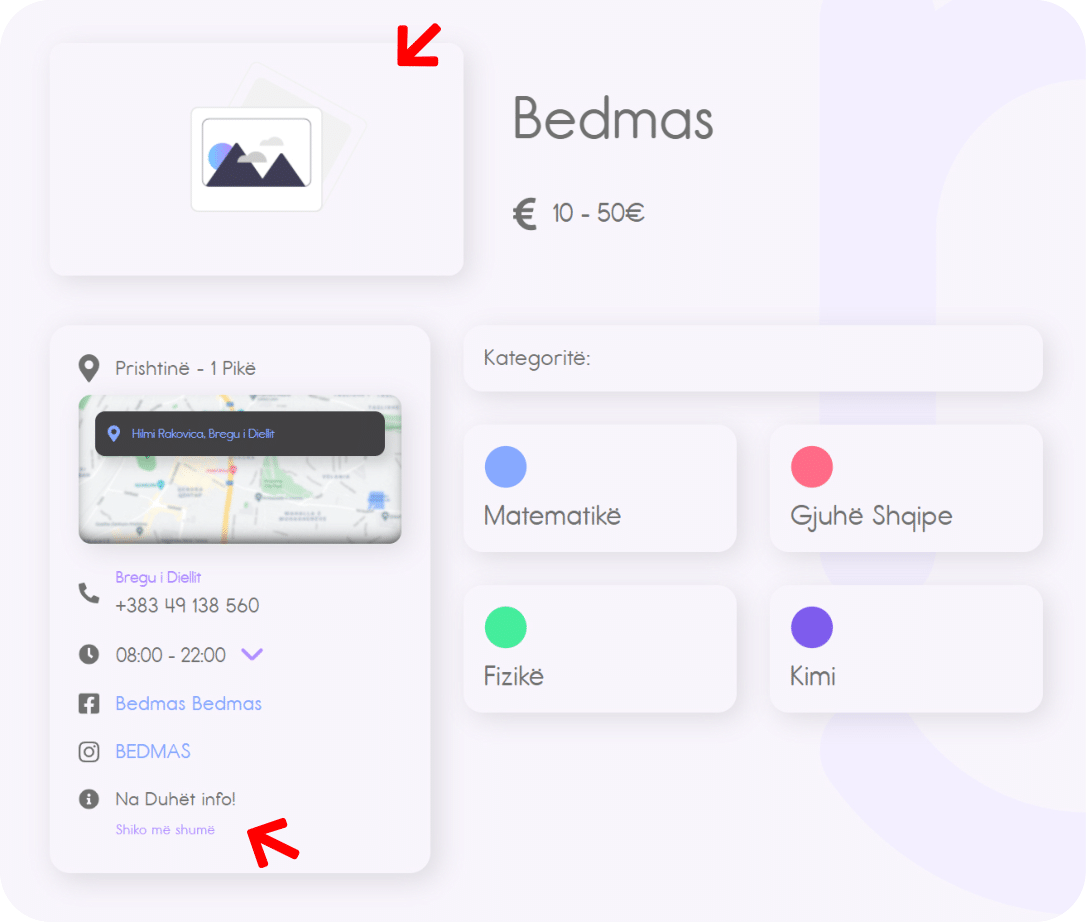 Bedmas
10 - 50€
Prishtinë - 1 Pikë
Hilmi Rakovica, Bregu i Diellit
Bregu i Diellit
+383 49 138 560
08:00 - 22:00
Bedmas Bedmas
BEDMAS
Na Duhët info!
Shiko më shumë
Kategoritë:
Matematikë
Gjuhë Shqipe
Fizikë
Kimi